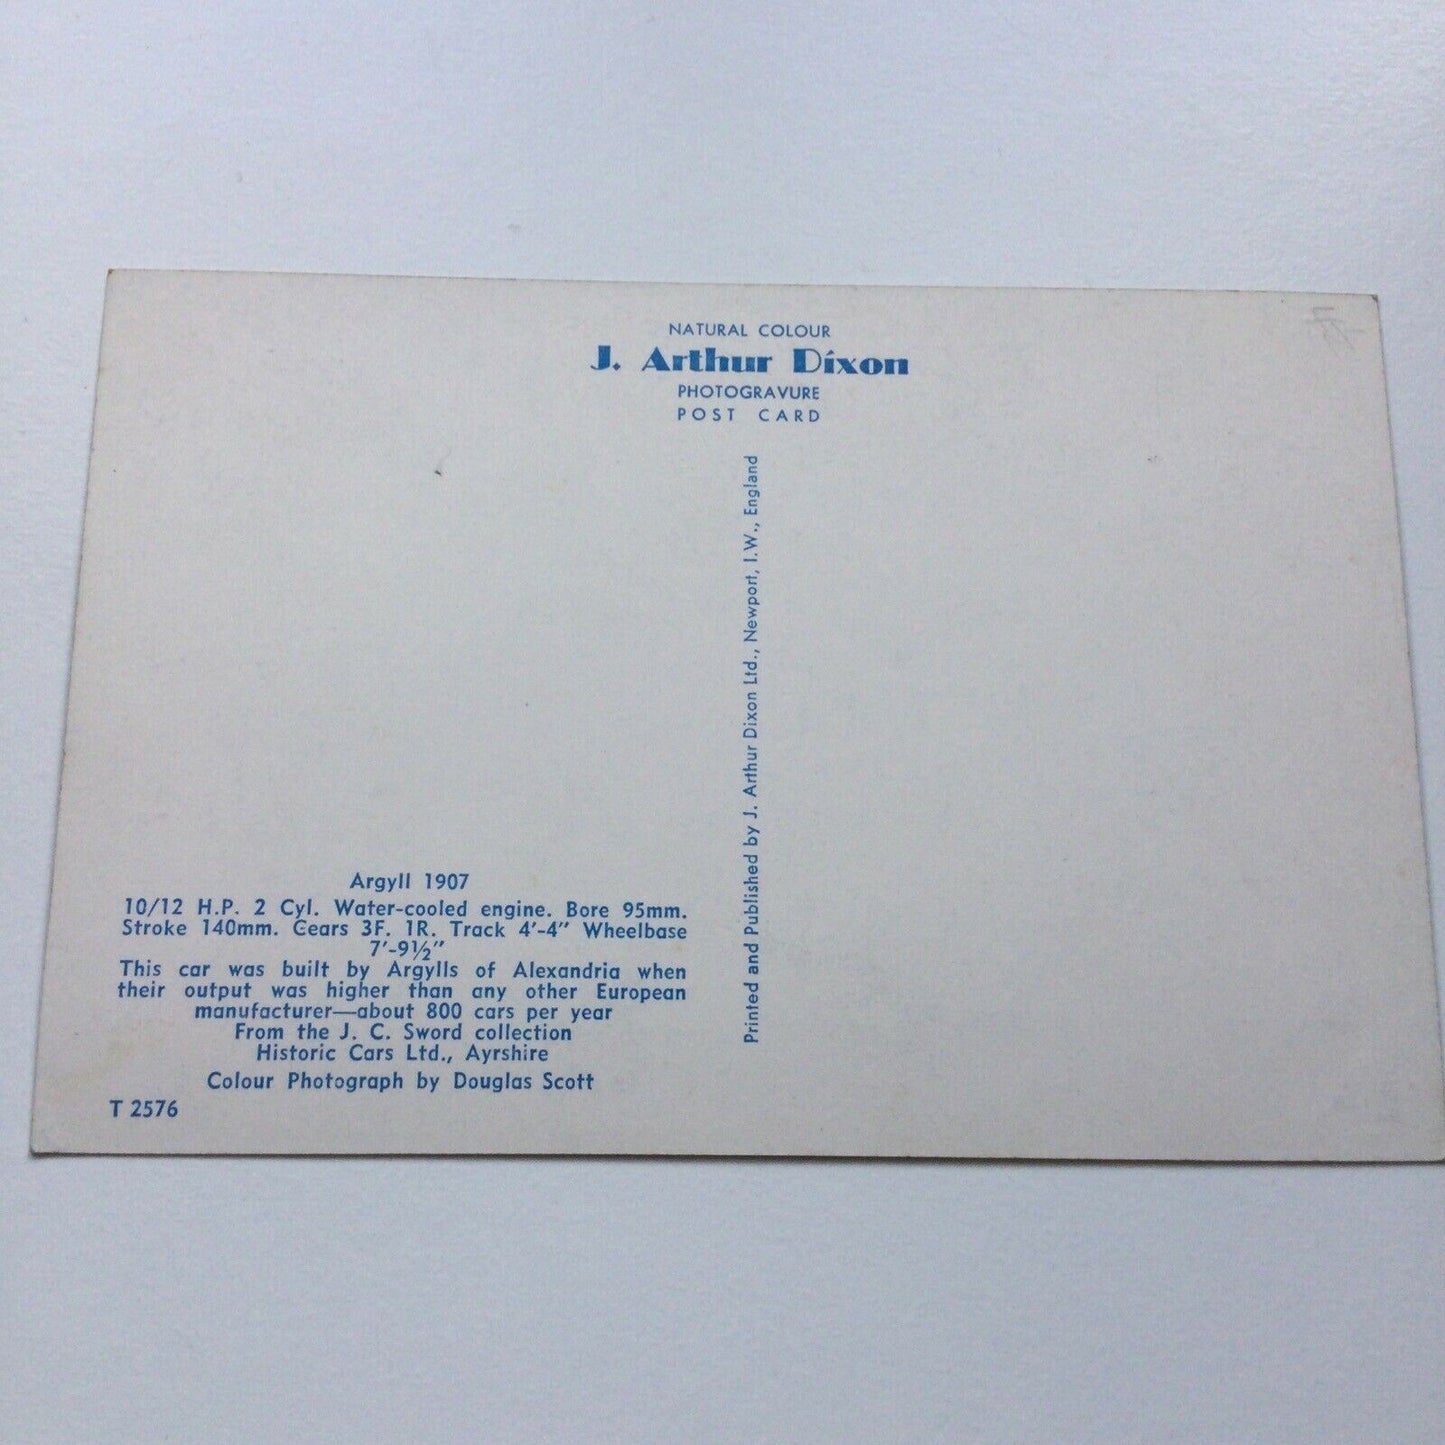 NATURAL COLOUR
J. Arthur Dixon
PHOTOGRAVURE
POST CARD
Printed and Published by J. Arthur Dixon Ltd., Newport, I.W., England
Argyll 1907
10/12 H.P. 2 Cyl. Water-cooled engine. Bore 95mm.
Stroke 140mm. Gears 3F. 1R. Track 4'-4" Wheelbase
7'-9½"
This car was built by Argylls of Alexandria when
their output was higher than any other European
manufacturer—about 800 cars per year
From the J. C. Sword collection
Historic Cars Ltd., Ayrshire
Colour Photograph by Douglas Scott
T 2576